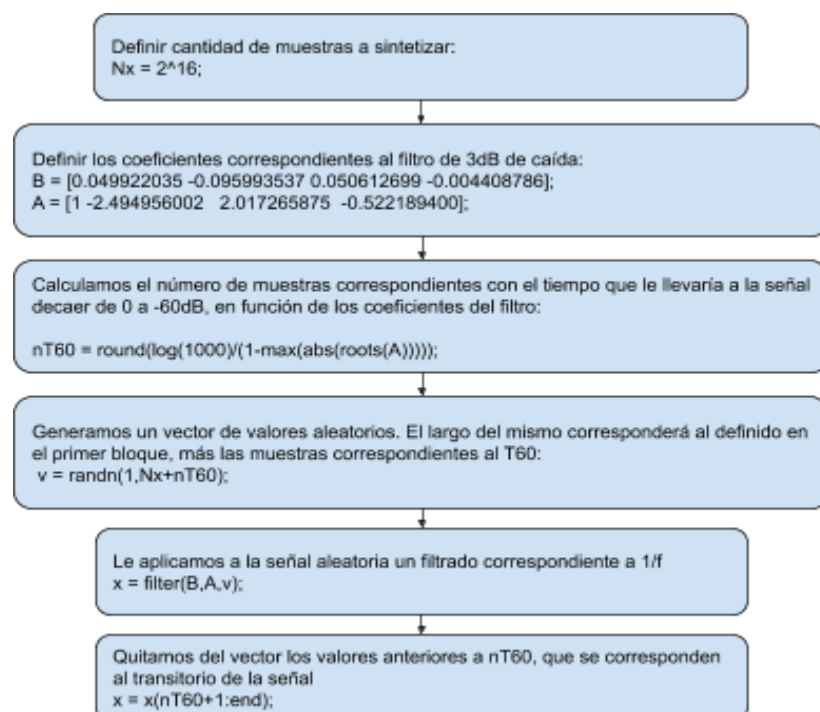 Definir cantidad de muestras a sintetizar:
Nx = 2^16;
Definir los coeficientes correspondientes al filtro de 3dB de caída:
B = [0.049922035 -0.095993537 0.050612699 -0.004408786];
A = [1 -2.494956002 2.017265875 -0.522189400];
Calculamos el número de muestras correspondientes con el tiempo que le llevaría a la señal
decaer de 0 a -60dB, en función de los coeficientes del filtro:
nT60 = round(log(1000)/(1-max(abs(roots(A)))));
Generamos un vector de valores aleatorios. El largo del mismo corresponderá al definido en
el primer bloque, más las muestras correspondientes al T60:
v = randn(1,Nx+nT60);
Le aplicamos a la señal aleatoria un filtrado correspondiente a 1/f
x = filter(B,A,v);
Quitamos del vector los valores anteriores a nT60, que se corresponden
al transitorio de la señal
x = x(nT60+1:end);